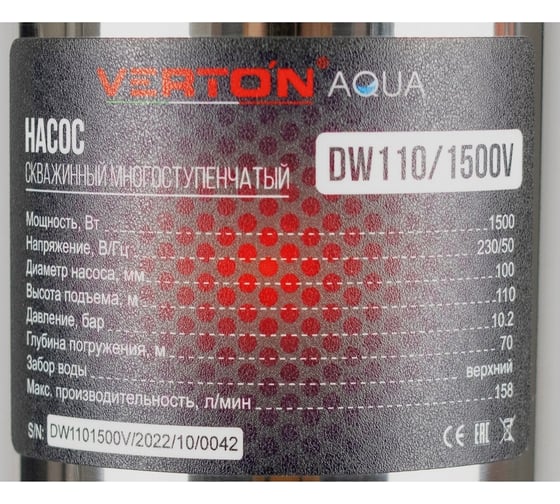 VERTON® AQUA
НАСОС
СКВАЖИННЫЙ МНОГОСТУПЕНЧАТЫЙ
DW110/1500V
Мощность, Вт 1500
Напряжение, В/Гц 230/50
Диаметр насоса, мм 100
Высота подъема, м 110
Давление, бар 10.2
Глубина погружения, м 70
Забор воды верхний
Макс. производительность, л/мин 158
S/N: DW1101500V/2022/10/0042
CE EAC